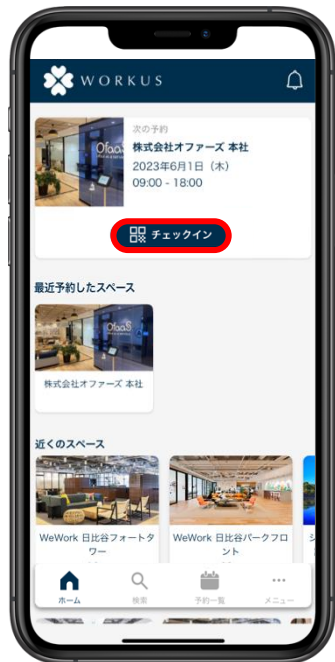 WORKUS
次の予約
株式会社オファーズ 本社
2023年6月1日（木）
09:00 - 18:00
チェックイン
最近予約したスペース
株式会社オファーズ 本社
近くのスペース
WeWork 日比谷フォートタ
ワー
WeWork 日比谷パークフロ
ント
ホーム
検索
予約一覧
メニュー